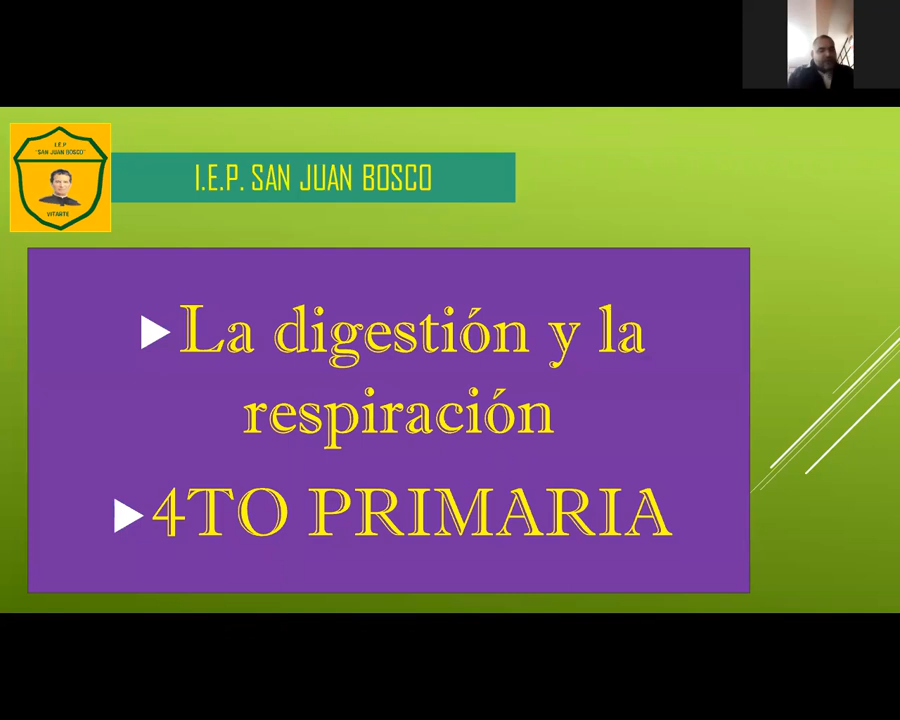 I.E.P
"SAN JUAN BOSCO"
VITARTE
I.E.P. SAN JUAN BOSCO
La digestión y la
respiración
4TO PRIMARIA